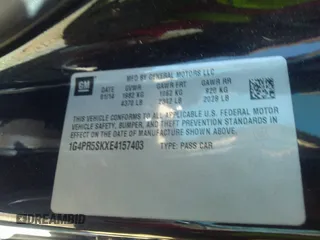 MFD BY GENERAL MOTORS LLC
GM DATE GVWR GAWR FRT GAWR RR
01/14 1982 KG 1062 KG 920 KG
4370 LB 2342 LB 2028 LB
THIS VEHICLE CONFORMS TO ALL APPLICABLE U.S. FEDERAL MOTOR
VEHICLE SAFETY, BUMPER, AND THEFT PREVENTION STANDARDS IN
EFFECT ON THE DATE OF MANUFACTURE SHOWN ABOVE.
1G4PR5SKXE4157403 TYPE: PASS CAR
DREAMBID